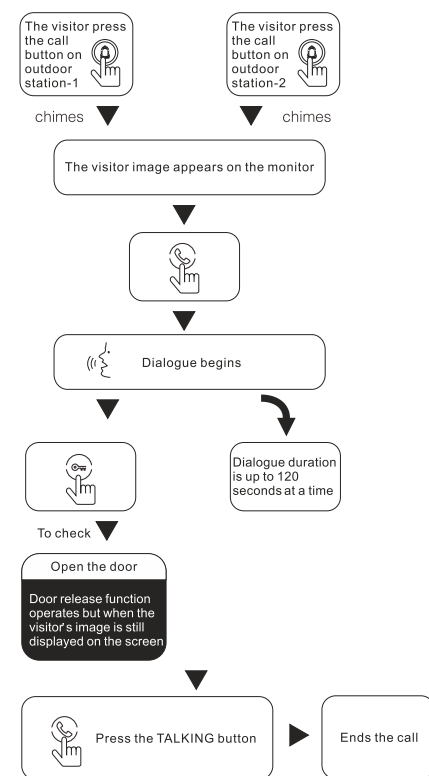 The visitor press
the call
button on
outdoor
station-1
The visitor press
the call
button on
outdoor
station-2
chimes
chimes
The visitor image appears on the monitor
Dialogue begins
Dialogue duration
is up to 120
seconds at a time
To check
Open the door
Door release function
operates but when the
visitor's image is still
displayed on the screen
Press the TALKING button
Ends the call